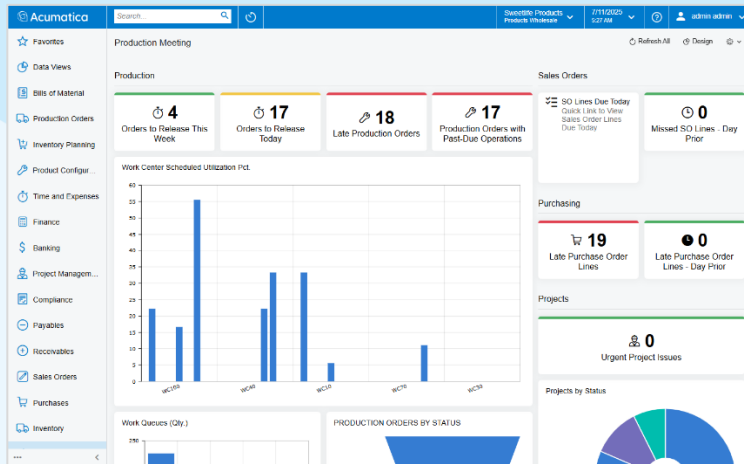 Acumatica
Search...
Sweetlife Products
Products Wholesale
7/11/2025
5:27 AM
admin admin
Favorites
Data Views
Bills of Material
Production Orders
Inventory Planning
Product Configur...
Time and Expenses
Finance
Banking
Project Managem...
Compliance
Payables
Receivables
Sales Orders
Purchases
Inventory
Production Meeting
Refresh All
Design
Production
4
Orders to Release This
Week
17
Orders to Release
Today
18
Late Production Orders
17
Production Orders with
Past-Due Operations
Work Center Scheduled Utilization Pct.
60
55
50
45
40
35
30
25
20
15
10
5
0
WC100
WC40
WC10
WC70
WC30
Work Queues (Qty.)
250
PRODUCTION ORDERS BY STATUS
Sales Orders
SO Lines Due Today
Quick Link to View
Sales Order Lines
Due Today
0
Missed SO Lines - Day
Prior
Purchasing
19
Late Purchase Order
Lines
0
Late Purchase Order
Lines - Day Prior
Projects
0
Urgent Project Issues
Projects by Status